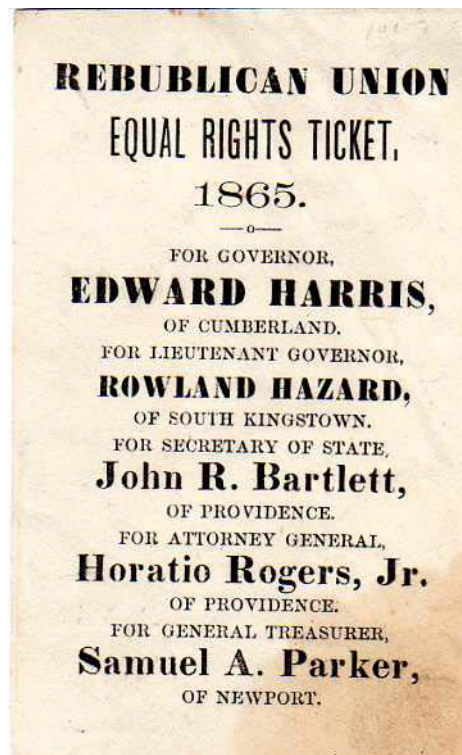 REBUBLICAN UNION
EQUAL RIGHTS TICKET,
1865.
—o—
FOR GOVERNOR,
EDWARD HARRIS,
OF CUMBERLAND.
FOR LIEUTENANT GOVERNOR,
ROWLAND HAZARD,
OF SOUTH KINGSTOWN.
FOR SECRETARY OF STATE,
John R. Bartlett,
OF PROVIDENCE.
FOR ATTORNEY GENERAL,
Horatio Rogers, Jr.
OF PROVIDENCE.
FOR GENERAL TREASURER,
Samuel A. Parker,
OF NEWPORT.